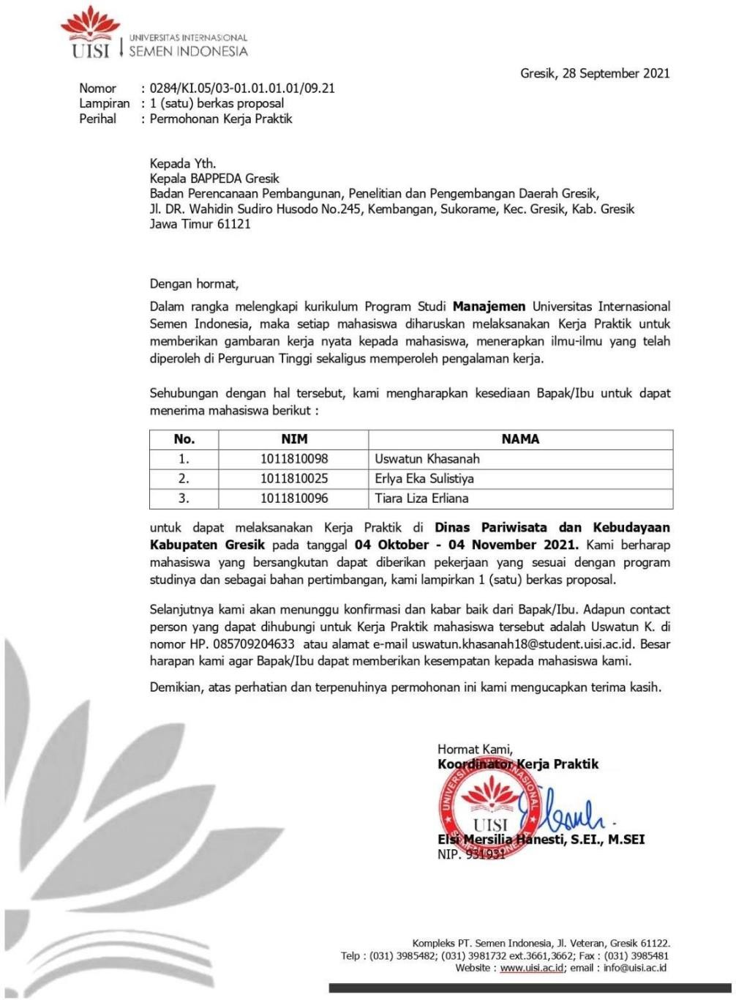 UISI
UNIVERSITAS INTERNASIONAL
SEMEN INDONESIA
Gresik, 28 September 2021
Nomor : 0284/KI.05/03-01.01.01.01/09.21
Lampiran : 1 (satu) berkas proposal
Perihal : Permohonan Kerja Praktik
Kepada Yth.
Kepala BAPPEDA Gresik
Badan Perencanaan Pembangunan, Penelitian dan Pengembangan Daerah Gresik,
Jl. DR. Wahidin Sudiro Husodo No.245, Kembangan, Sukorame, Kec. Gresik, Kab. Gresik
Jawa Timur 61121
Dengan hormat,
Dalam rangka melengkapi kurikulum Program Studi Manajemen Universitas Internasional
Semen Indonesia, maka setiap mahasiswa diharuskan melaksanakan Kerja Praktik untuk
memberikan gambaran kerja nyata kepada mahasiswa, menerapkan ilmu-ilmu yang telah
diperoleh di Perguruan Tinggi sekaligus memperoleh pengalaman kerja.
Sehubungan dengan hal tersebut, kami mengharapkan kesediaan Bapak/Ibu untuk dapat
menerima mahasiswa berikut :
No. NIM NAMA
1. 1011810098 Uswatun Khasanah
2. 1011810025 Erlya Eka Sulistiya
3. 1011810096 Tiara Liza Erliana
untuk dapat melaksanakan Kerja Praktik di Dinas Pariwisata dan Kebudayaan
Kabupaten Gresik pada tanggal 04 Oktober - 04 November 2021. Kami berharap
mahasiswa yang bersangkutan dapat diberikan pekerjaan yang sesuai dengan program
studinya dan sebagai bahan pertimbangan, kami lampirkan 1 (satu) berkas proposal.
Selanjutnya kami akan menunggu konfirmasi dan kabar baik dari Bapak/Ibu. Adapun contact
person yang dapat dihubungi untuk Kerja Praktik mahasiswa tersebut adalah Uswatun K. di
nomor HP. 085709204633 atau alamat e-mail uswatun.khasanah18@student.uisi.ac.id. Besar
harapan kami agar Bapak/Ibu dapat memberikan kesempatan kepada mahasiswa kami.
Demikian, atas perhatian dan terpenuhinya permohonan ini kami mengucapkan terima kasih.
Hormat Kami,
Koordinator Kerja Praktik
UNIVERSITAS INTERNASIONAL
UISI
SEMEN INDONESIA
Elsi Mersilia Hanesti, S.EI., M.SEI
NIP. 931931
Kompleks PT. Semen Indonesia, Jl. Veteran, Gresik 61122.
Telp : (031) 3985482; (031) 3981732 ext.3661,3662; Fax : (031) 3985481
Website : www.uisi.ac.id; email : info@uisi.ac.id